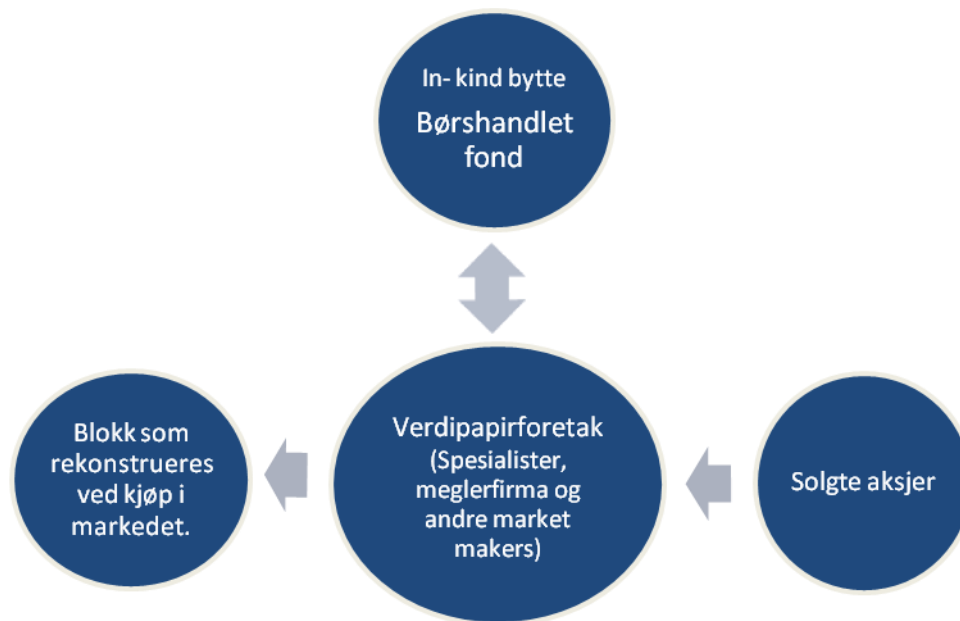 In- kind bytte
Børshandlet
fond
Blokk som
rekonstrueres
ved kjøp i
markedet.
Verdipapirforetak
(Spesialister,
meglerfirma og
andre market
makers)
Solgte aksjer